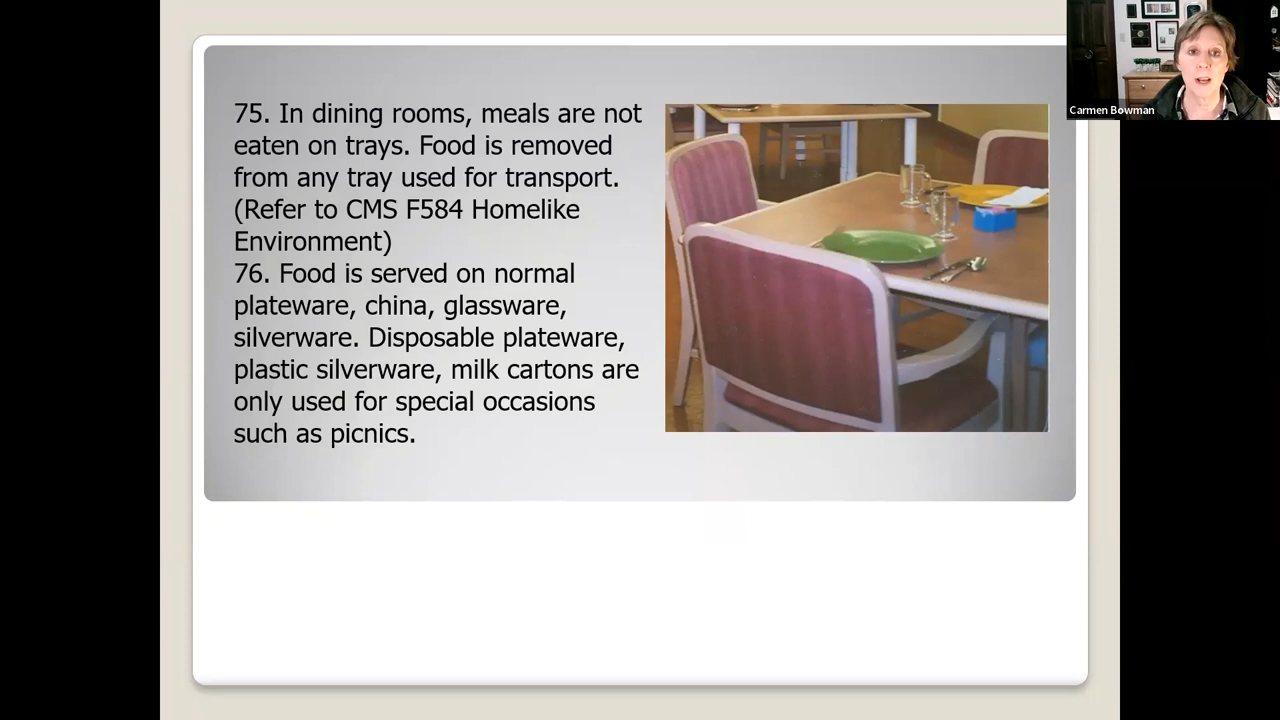 75. In dining rooms, meals are not
eaten on trays. Food is removed
from any tray used for transport.
(Refer to CMS F584 Homelike
Environment)
76. Food is served on normal
plateware, china, glassware,
silverware. Disposable plateware,
plastic silverware, milk cartons are
only used for special occasions
such as picnics.
Carmen Bowman